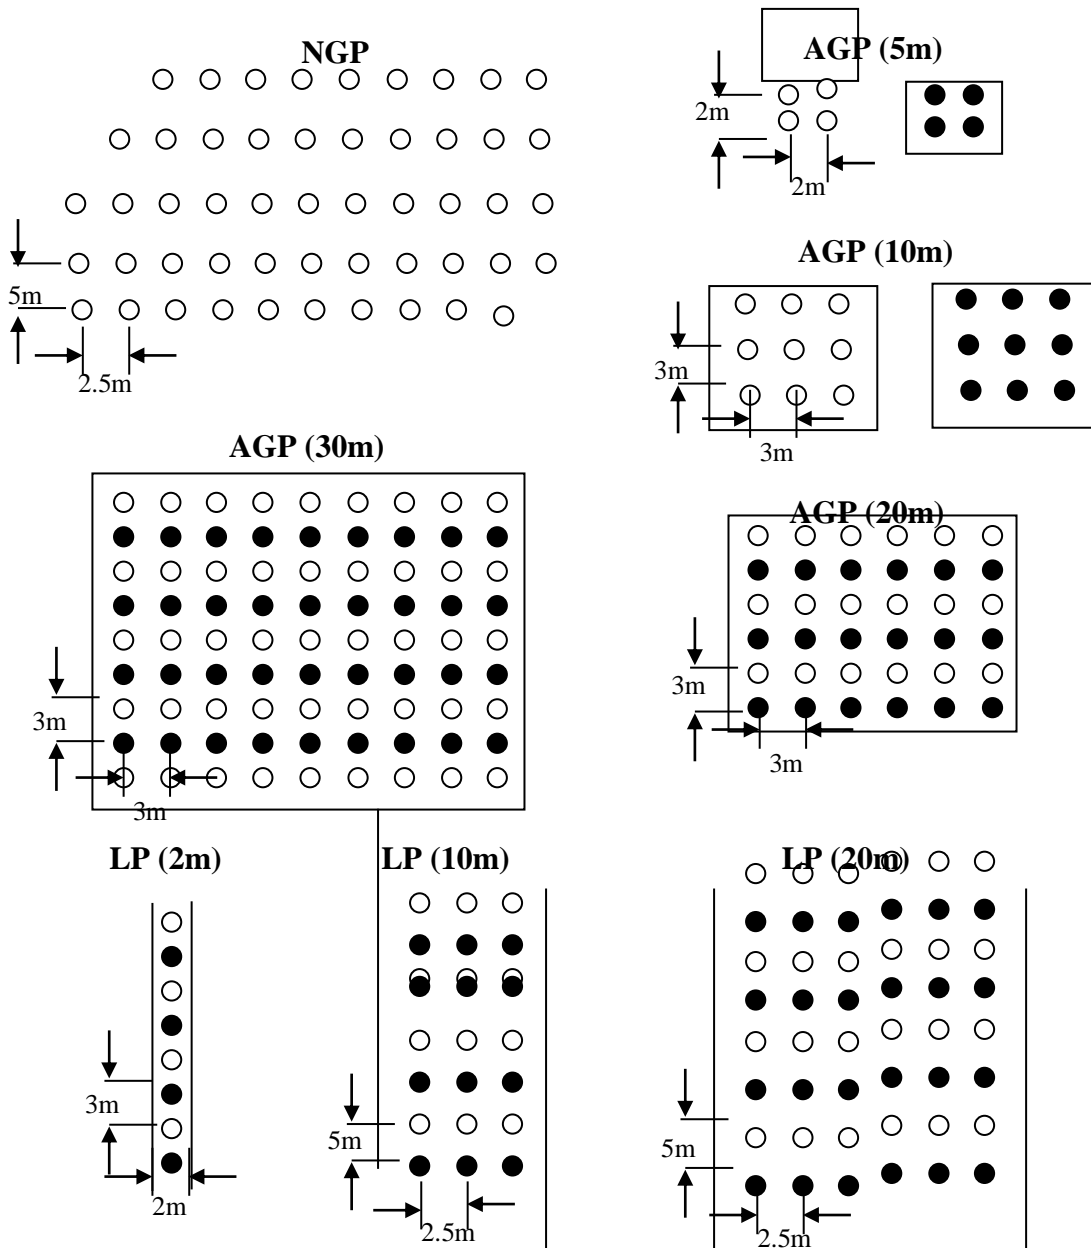 NGP
AGP (5m)
2m
2m
5m
2.5m
AGP (10m)
3m
3m
AGP (30m)
3m
3m
AGP (20m)
3m
3m
LP (2m)
3m
2m
LP (10m)
5m
2.5m
LP (20m)
5m
2.5m